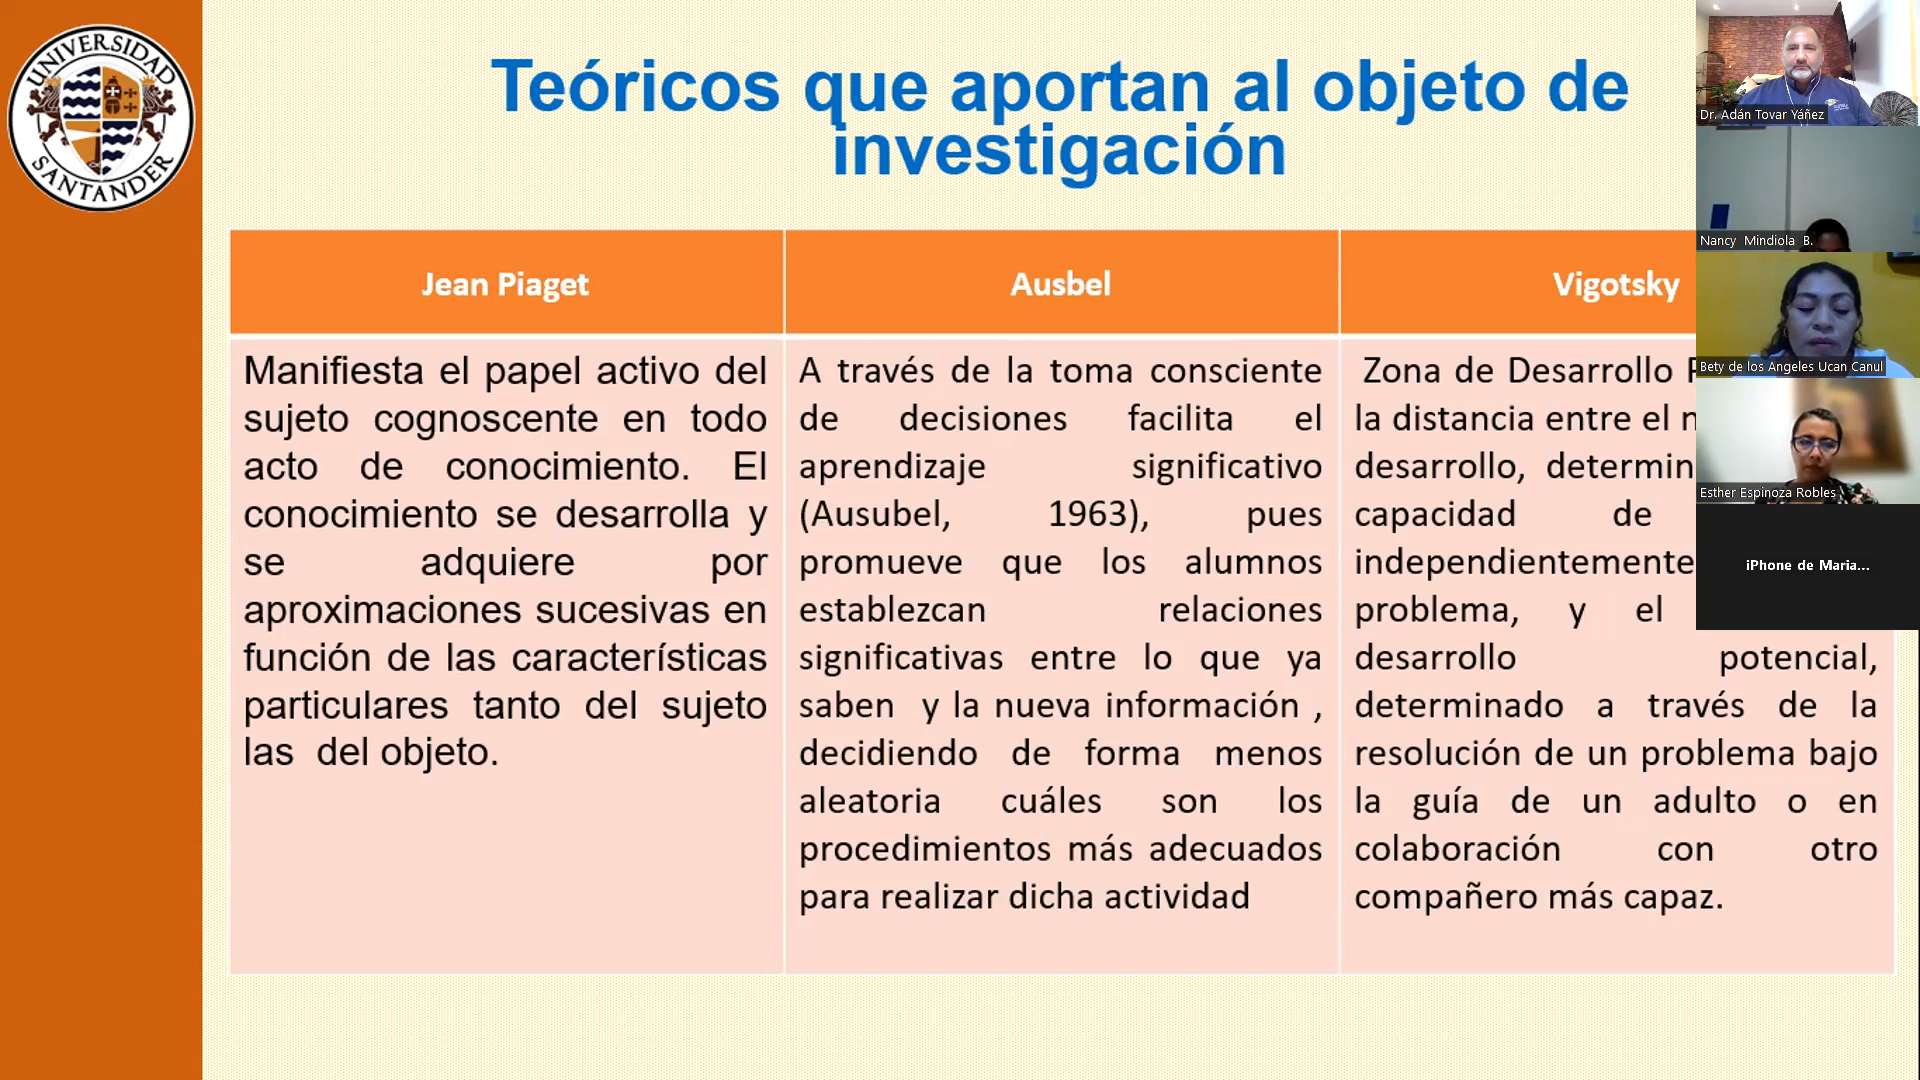 UNIVERSIDAD
SANTANDER
Teóricos que aportan al objeto de
investigación
Jean Piaget
Manifiesta el papel activo del
sujeto cognoscente en todo
acto de conocimiento. El
conocimiento se desarrolla y
se adquiere por
aproximaciones sucesivas en
función de las características
particulares tanto del sujeto
las del objeto.
Ausbel
A través de la toma consciente
de decisiones facilita el
aprendizaje significativo
(Ausubel, 1963), pues
promueve que los alumnos
establezcan relaciones
significativas entre lo que ya
saben y la nueva información ,
decidiendo de forma menos
aleatoria cuáles son los
procedimientos más adecuados
para realizar dicha actividad
Vigotsky
Zona de Desarrollo
la distancia entre el
desarrollo,
capacidad de
independientemente
problema, y el
desarrollo potencial,
determinado a través de la
resolución de un problema bajo
la guía de un adulto o en
colaboración con otro
compañero más capaz.
Dr. Adán Tovar Yáñez
Nancy Mindiola B.
Bety de los Angeles Ucan Canul
Esther Espinoza Robles
iPhone de Maria...